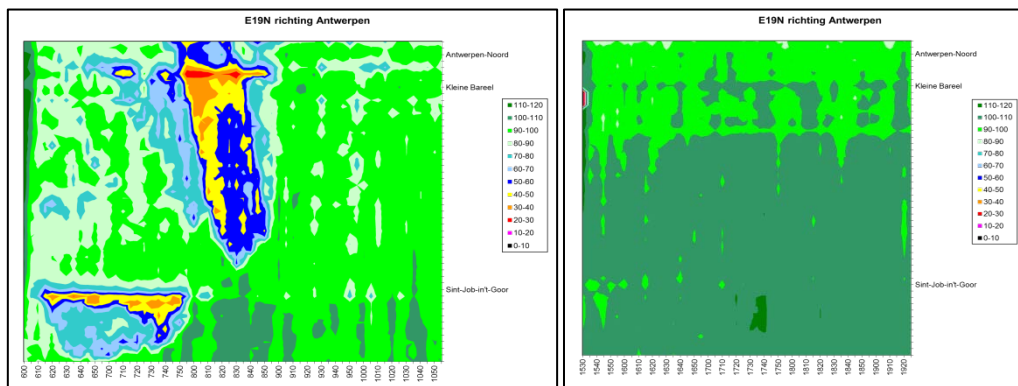 E19N richting Antwerpen
Antwerpen-Noord
Kleine Bareel
110-120
100-110
90-100
80-90
70-80
60-70
50-60
40-50
30-40
20-30
10-20
0-10
Sint-Job-in't-Goor
600 610 620 630 640 650 700 710 720 730 740 750 800 810 820 830 840 850 900 910 920 930 940 950 1000 1010 1020 1030 1040 1050
E19N richting Antwerpen
Antwerpen-Noord
Kleine Bareel
110-120
100-110
90-100
80-90
70-80
60-70
50-60
40-50
30-40
20-30
10-20
0-10
Sint-Job-in't-Goor
1530 1540 1550 1600 1610 1620 1630 1640 1650 1700 1710 1720 1730 1740 1750 1800 1810 1820 1830 1840 1850 1900 1910 1920